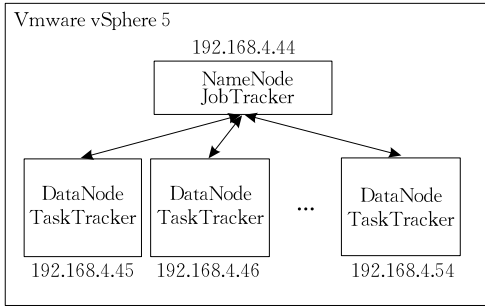 Vmware vSphere 5
192.168.4.44
NameNode
JobTracker
DataNode
TaskTracker
DataNode
TaskTracker
...
DataNode
TaskTracker
192.168.4.45
192.168.4.46
192.168.4.54